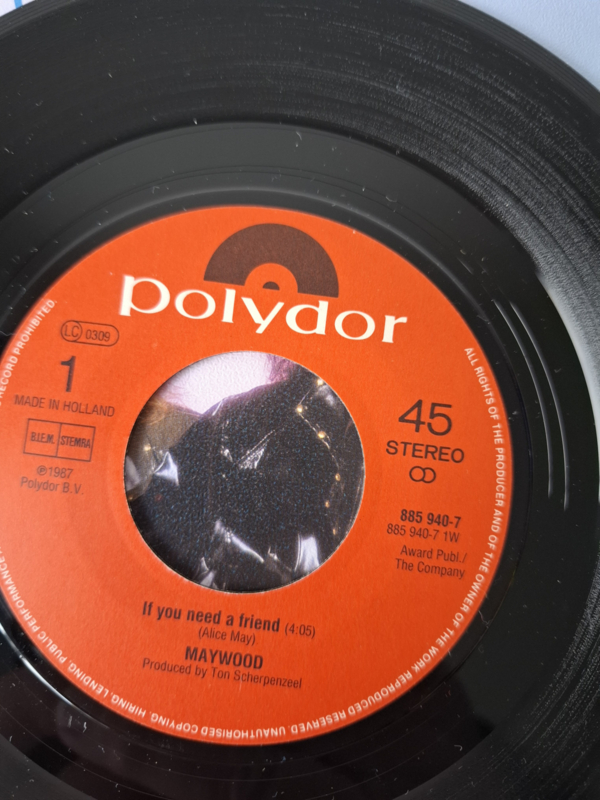 polydor
LC 0309
1
MADE IN HOLLAND
B.I.E.M. STEMRA
℗ 1987
Polydor B.V.
45
STEREO
885 940-7
885 940-7 1W
Award Publ./
The Company
If you need a friend (4:05)
(Alice May)
MAYWOOD
Produced by Ton Scherpenzeel
ALL RIGHTS OF THE PRODUCER AND OF THE OWNER OF THE WORK REPRODUCED RESERVED. UNAUTHORISED COPYING, HIRING, LENDING, PUBLIC PERFORMANCE
RECORD PROHIBITED.